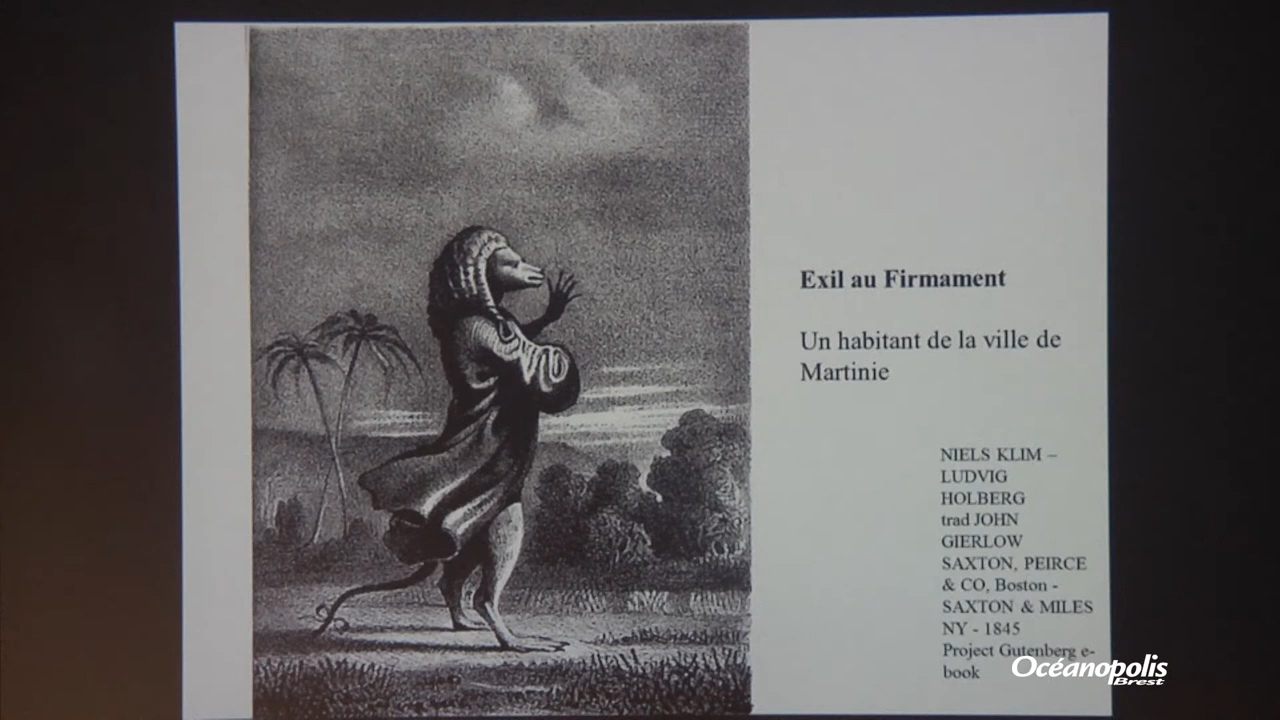 Exil au Firmament
Un habitant de la ville de
Martinie
NIELS KLIM –
LUDVIG
HOLBERG
trad JOHN
GIERLOW
SAXTON, PEIRCE
& CO, Boston -
SAXTON & MILES
NY - 1845
Project Gutenberg e-
book
Océanopolis
Brest